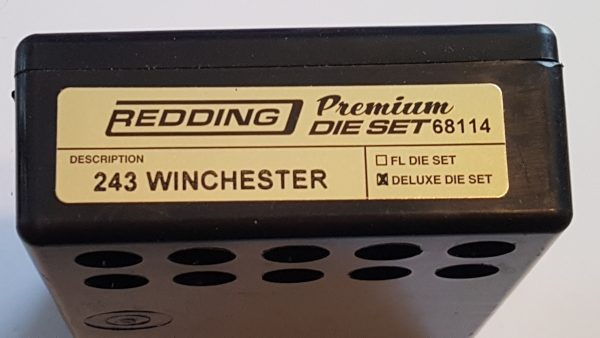 REDDING Premium
DIE SET 68114
DESCRIPTION
243 WINCHESTER
☐ FL DIE SET
☒ DELUXE DIE SET